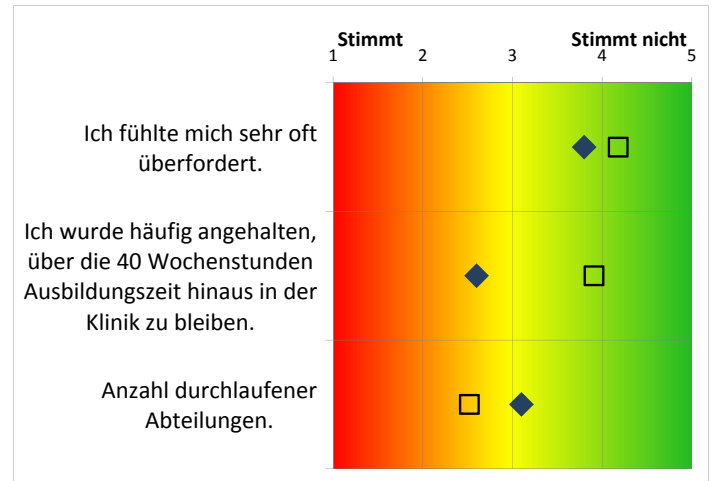 Stimmt Stimmt nicht
1 2 3 4 5
Ich fühlte mich sehr oft
überfordert.
Ich wurde häufig angehalten,
über die 40 Wochenstunden
Ausbildungszeit hinaus in der
Klinik zu bleiben.
Anzahl durchlaufener
Abteilungen.